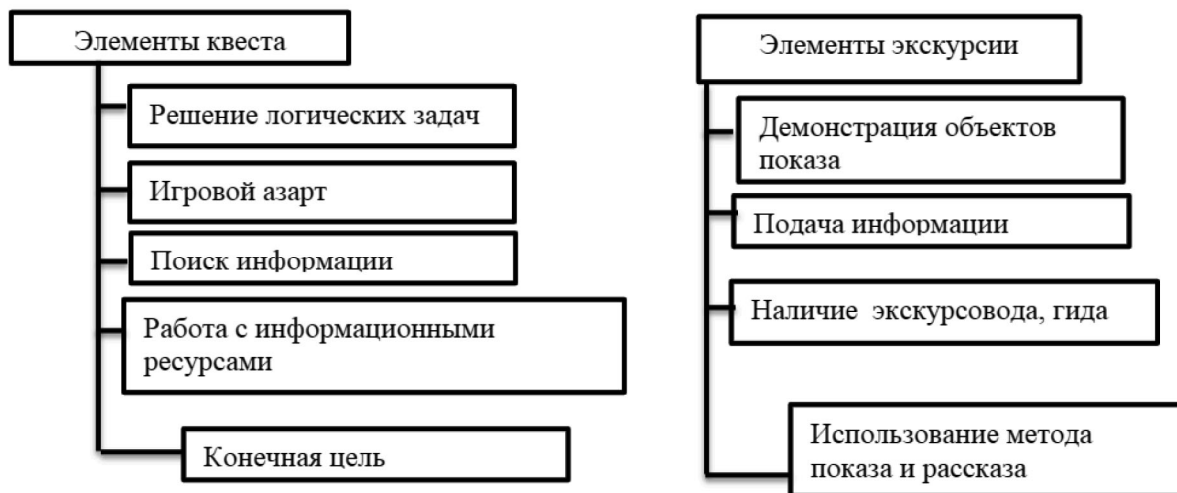 Элементы квеста
Решение логических задач
Игровой азарт
Поиск информации
Работа с информационными
ресурсами
Конечная цель
Элементы экскурсии
Демонстрация объектов
показа
Подача информации
Наличие экскурсовода, гида
Использование метода
показа и рассказа